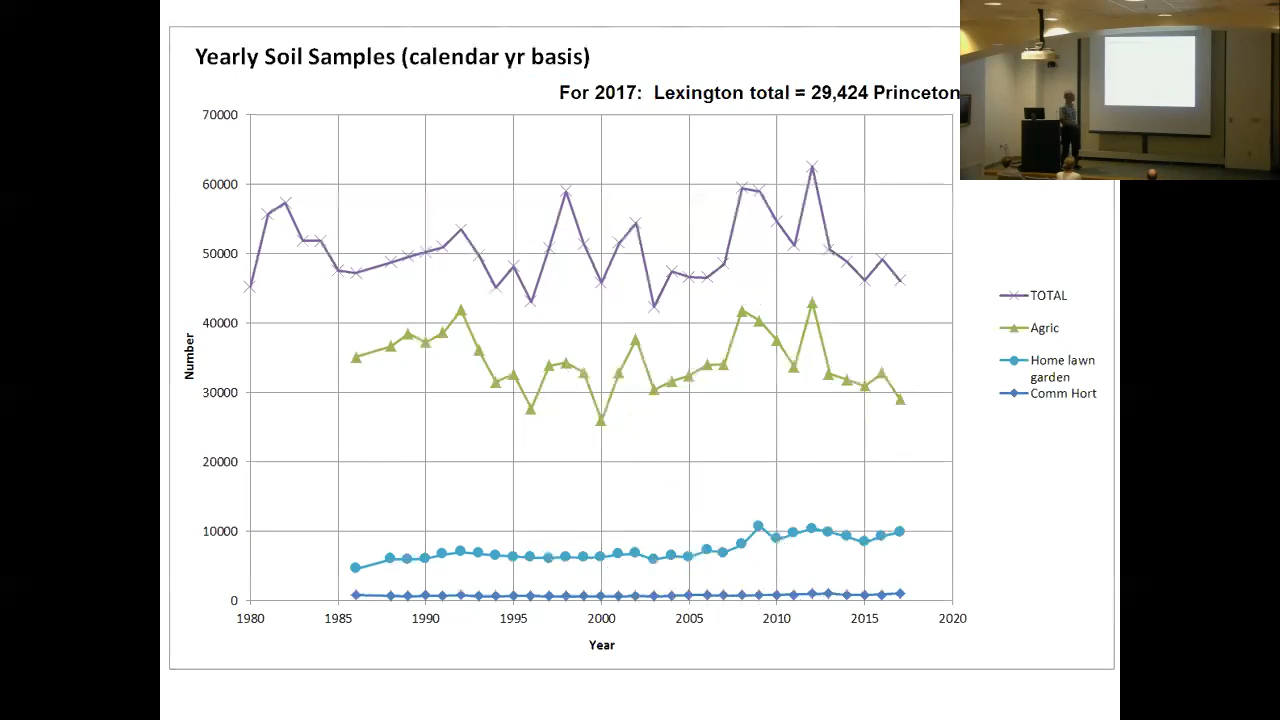 Yearly Soil Samples (calendar yr basis)
For 2017: Lexington total = 29,424 Princeton
70000
60000
50000
40000
30000
20000
10000
0
Number
1980 1985 1990 1995 2000 2005 2010 2015 2020
Year
TOTAL
Agric
Home lawn
garden
Comm Hort